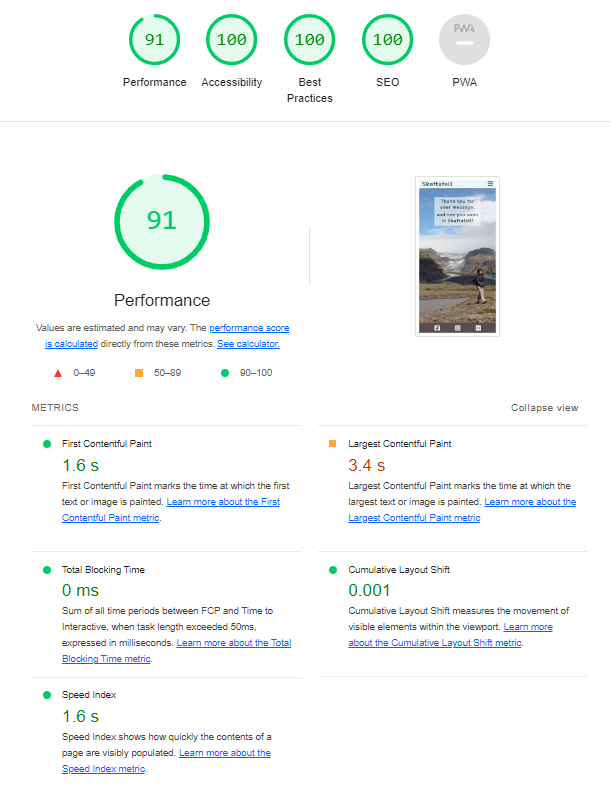 91
100
100
100
PWA
Performance
Accessibility
Best
Practices
SEO
PWA
91
Performance
Values are estimated and may vary. The performance score
is calculated directly from these metrics. See calculator.
0–49
50–89
90–100
Skaftafell
Thank you for
your message,
and see you soon
in Skaftafell!
METRICS
Collapse view
First Contentful Paint
1.6 s
First Contentful Paint marks the time at which the first
text or image is painted. Learn more about the First
Contentful Paint metric.
Largest Contentful Paint
3.4 s
Largest Contentful Paint marks the time at which the
largest text or image is painted. Learn more about the
Largest Contentful Paint metric
Total Blocking Time
0 ms
Sum of all time periods between FCP and Time to
Interactive, when task length exceeded 50ms,
expressed in milliseconds. Learn more about the Total
Blocking Time metric.
Cumulative Layout Shift
0.001
Cumulative Layout Shift measures the movement of
visible elements within the viewport. Learn more
about the Cumulative Layout Shift metric.
Speed Index
1.6 s
Speed Index shows how quickly the contents of a
page are visibly populated. Learn more about the
Speed Index metric.